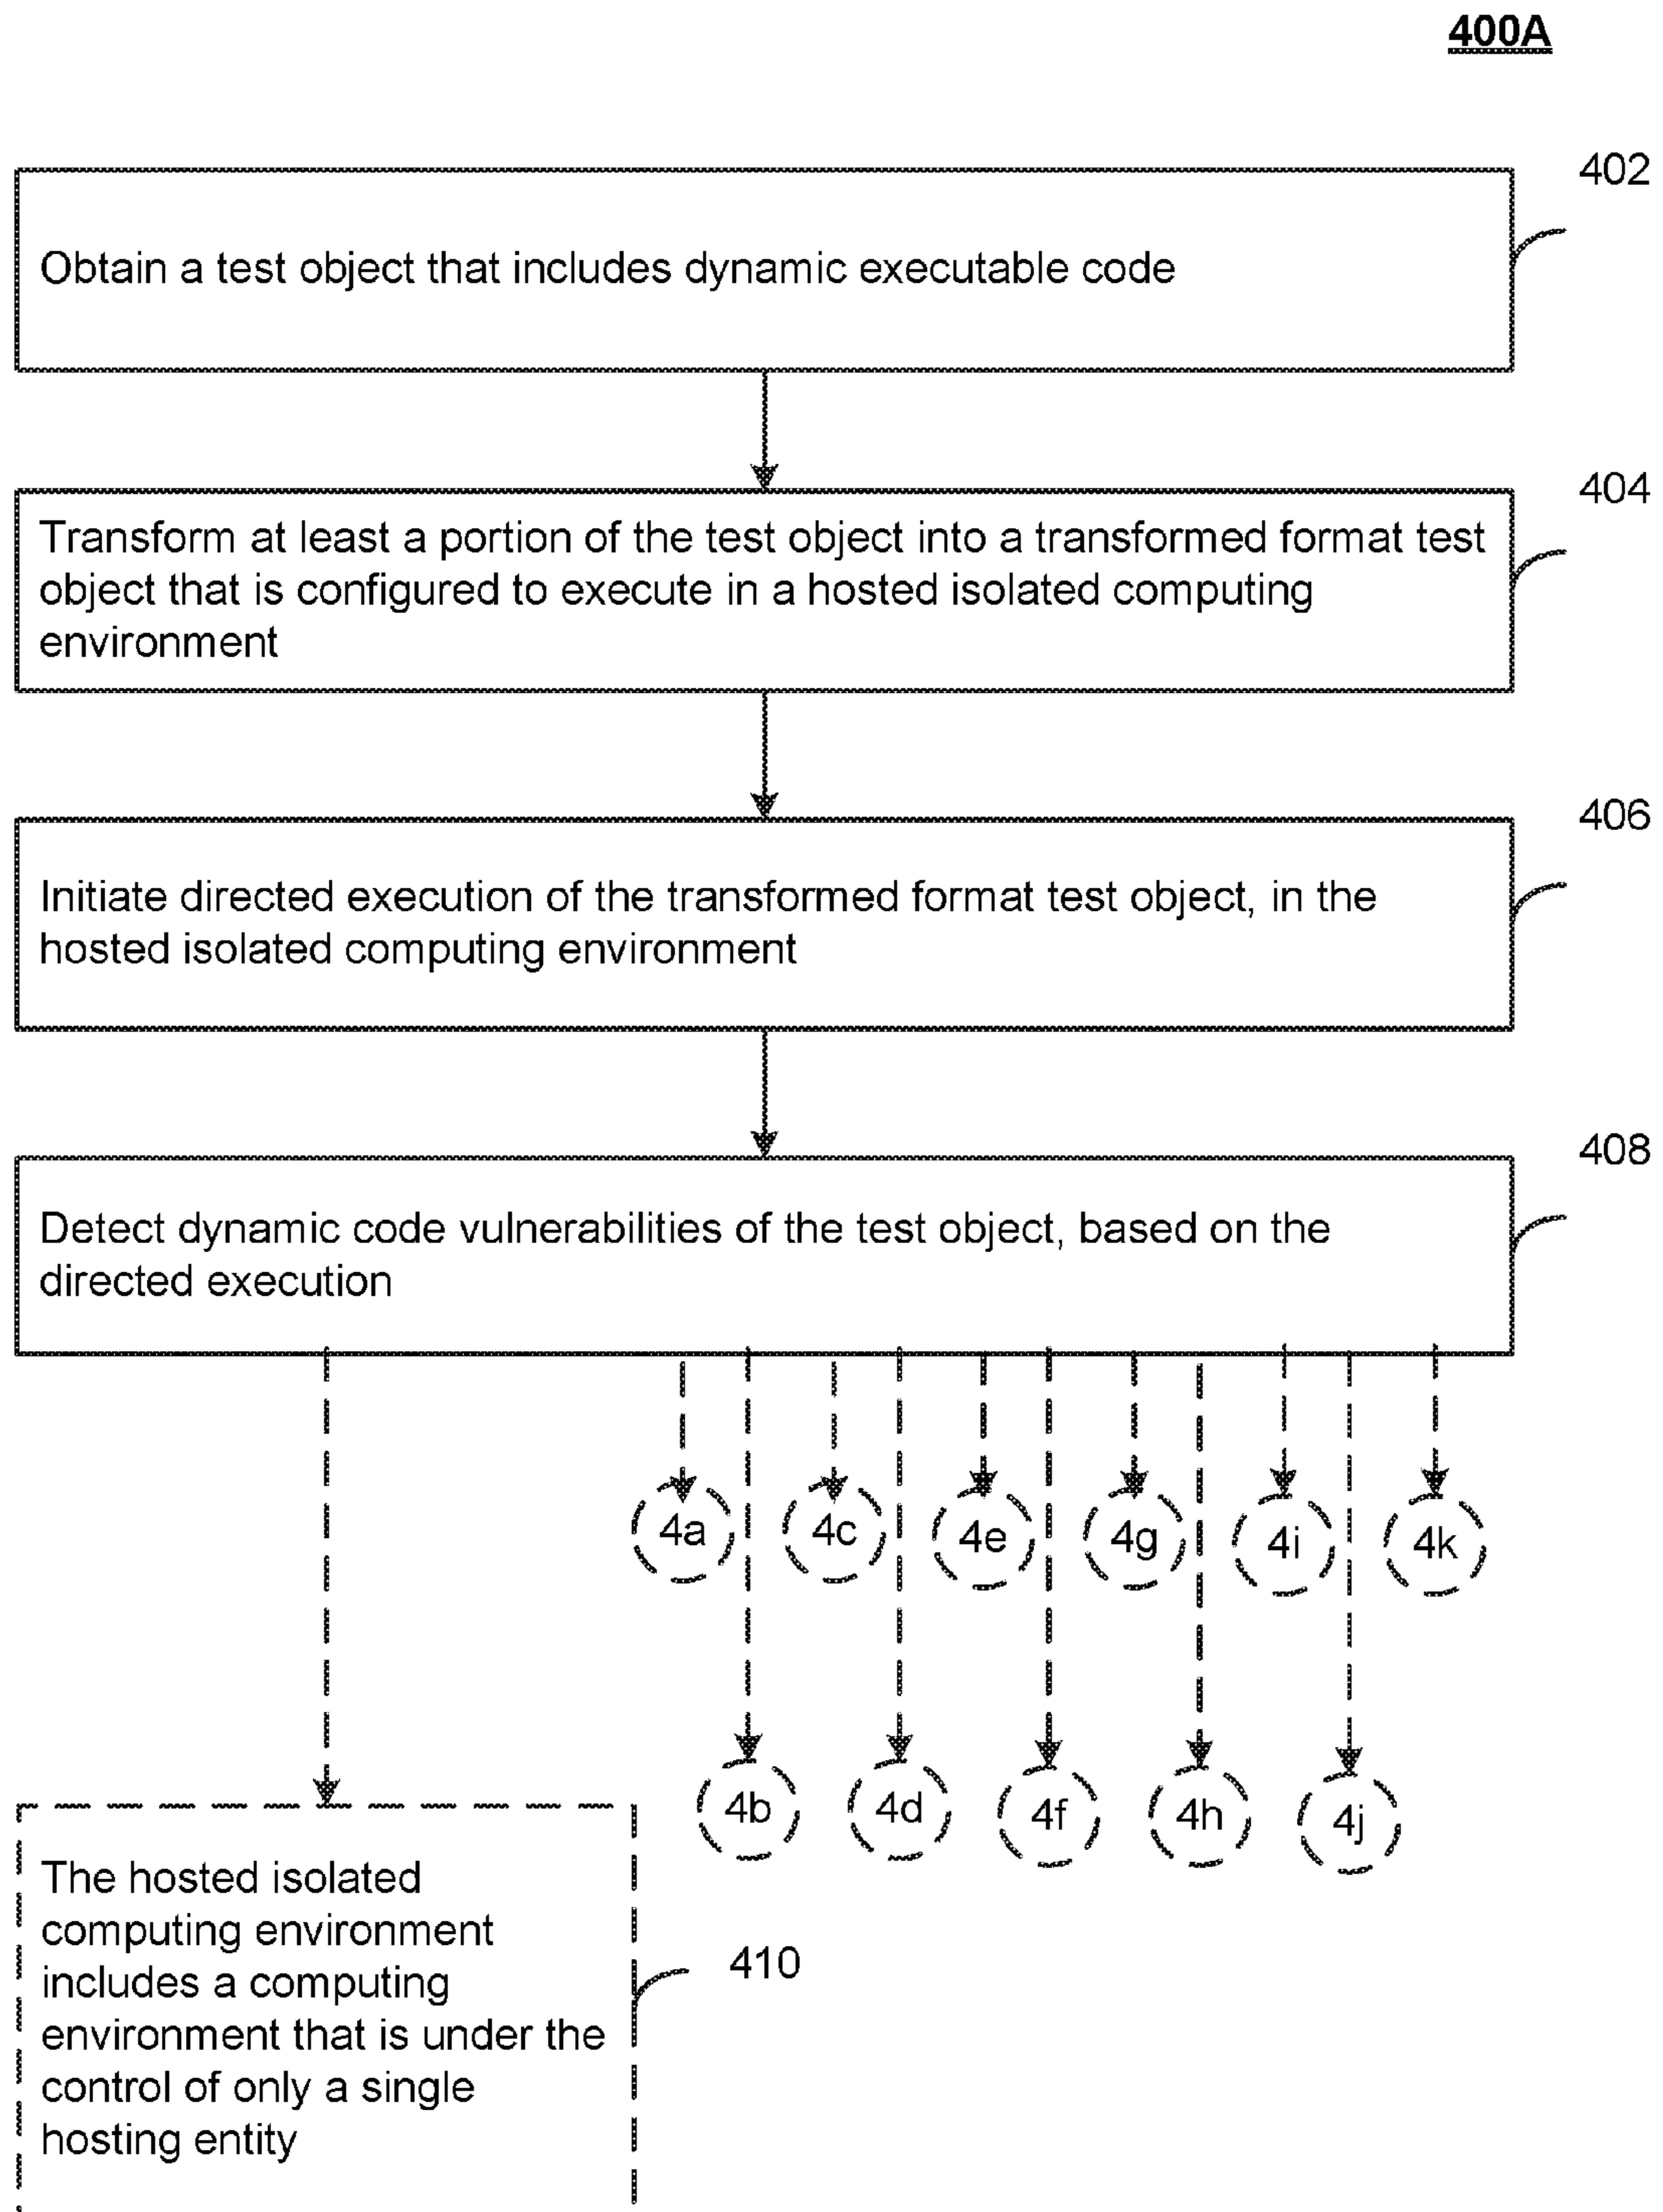 400A
402
Obtain a test object that includes dynamic executable code
404
Transform at least a portion of the test object into a transformed format test
object that is configured to execute in a hosted isolated computing
environment
406
Initiate directed execution of the transformed format test object, in the
hosted isolated computing environment
408
Detect dynamic code vulnerabilities of the test object, based on the
directed execution
4a
4c
4e
4g
4i
4k
4b
4d
4f
4h
4j
The hosted isolated
computing environment
includes a computing
environment that is under the
control of only a single
hosting entity
410